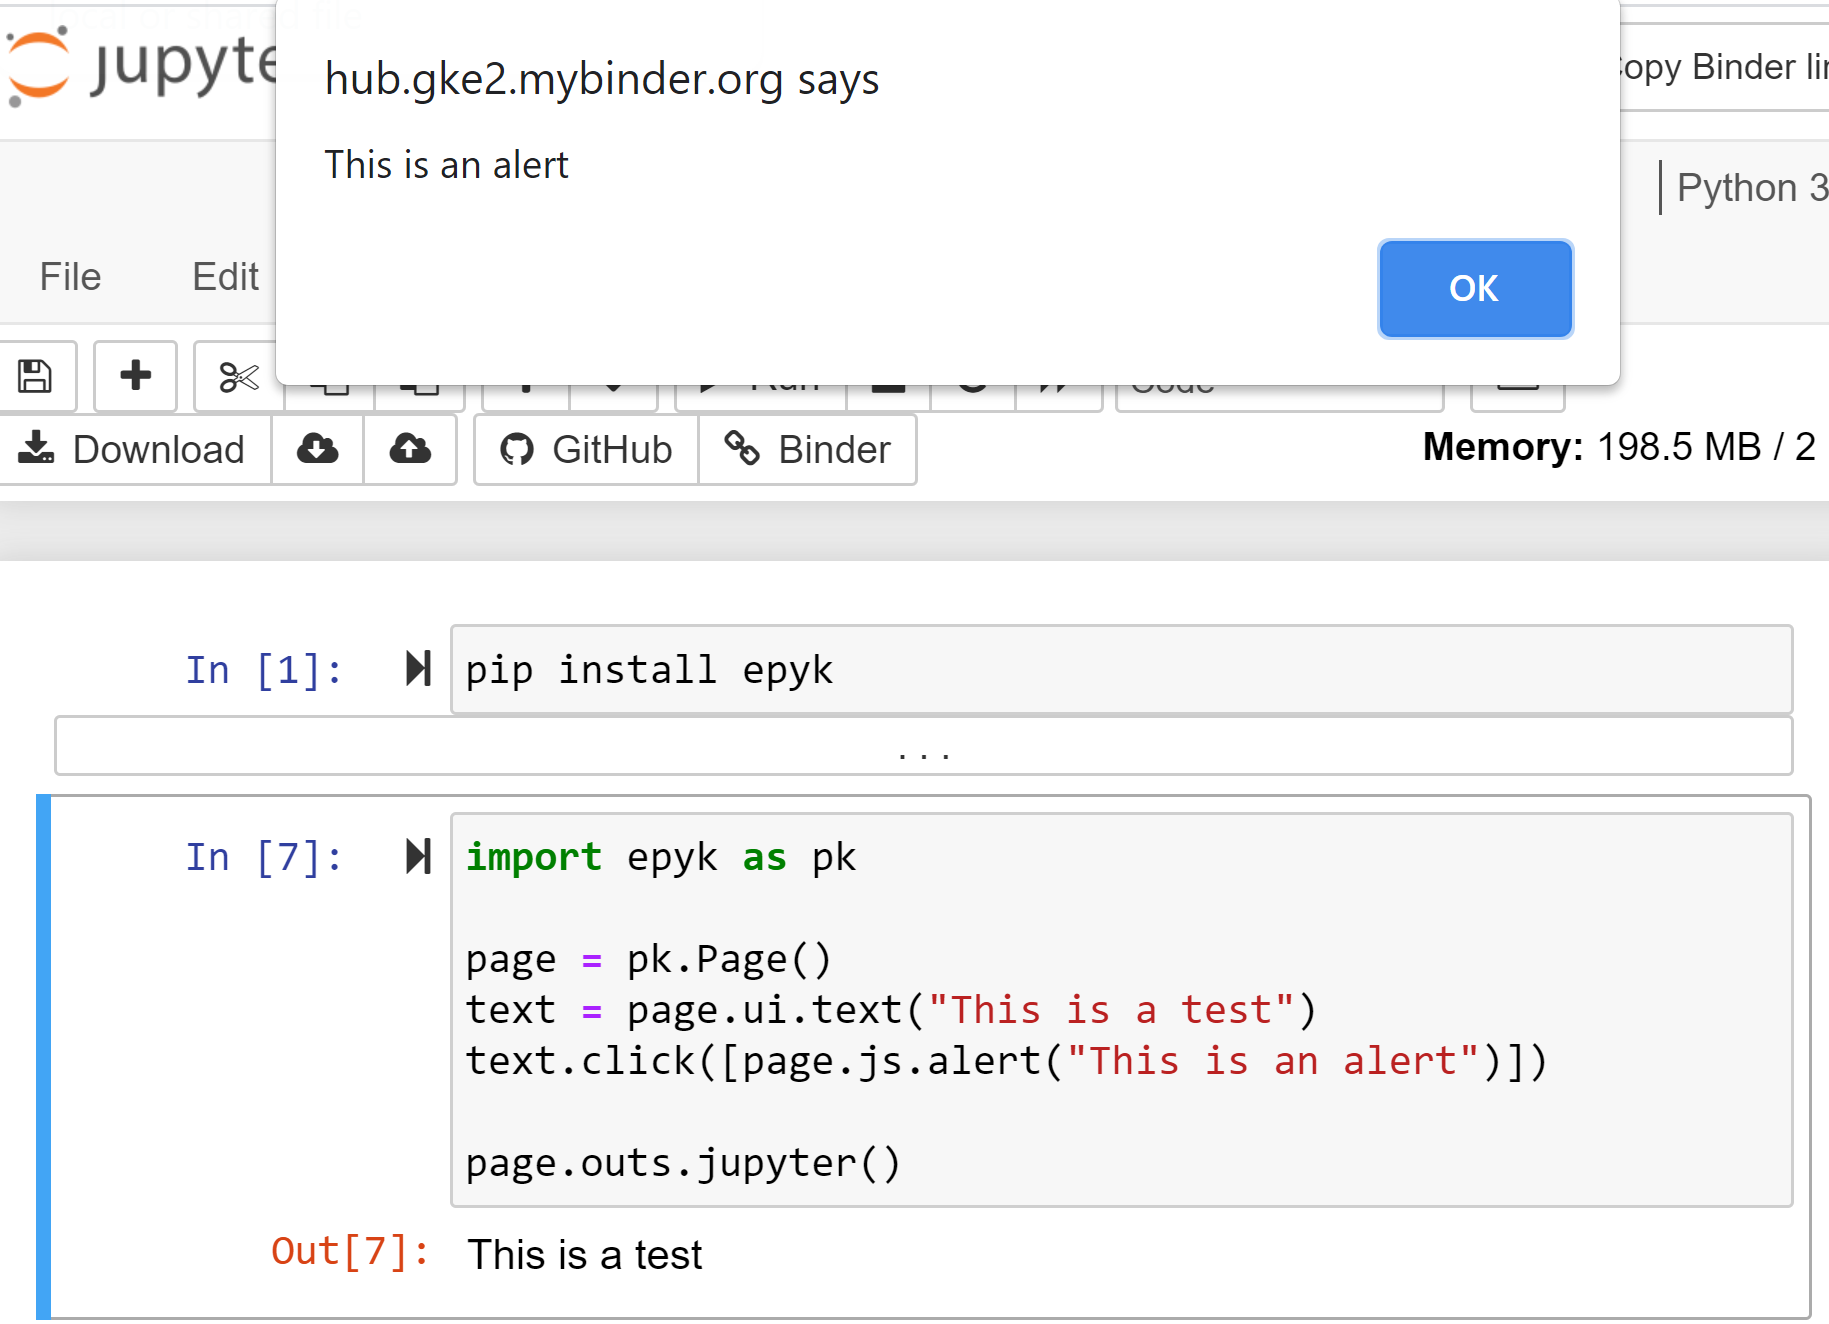 jupyte
hub.gke2.mybinder.org says
This is an alert
OK
opy Binder
Python 3
File Edit
Run Code
Download GitHub Binder Memory: 198.5 MB / 2
In [1]: pip install epyk
...
In [7]: import epyk as pk
page = pk.Page()
text = page.ui.text("This is a test")
text.click([page.js.alert("This is an alert")])
page.outs.jupyter()
Out[7]: This is a test